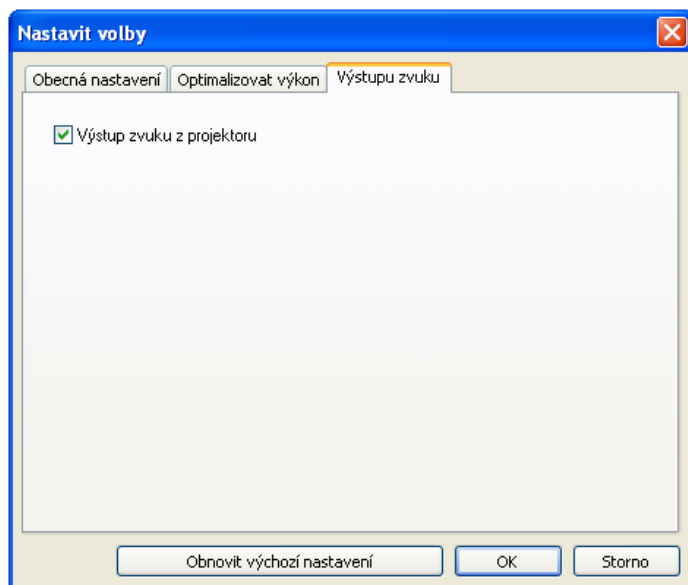 Nastavit volby
Obecná nastavení Optimalizovat výkon Výstupu zvuku
Výstup zvuku z projektoru
Obnovit výchozí nastavení OK Storno